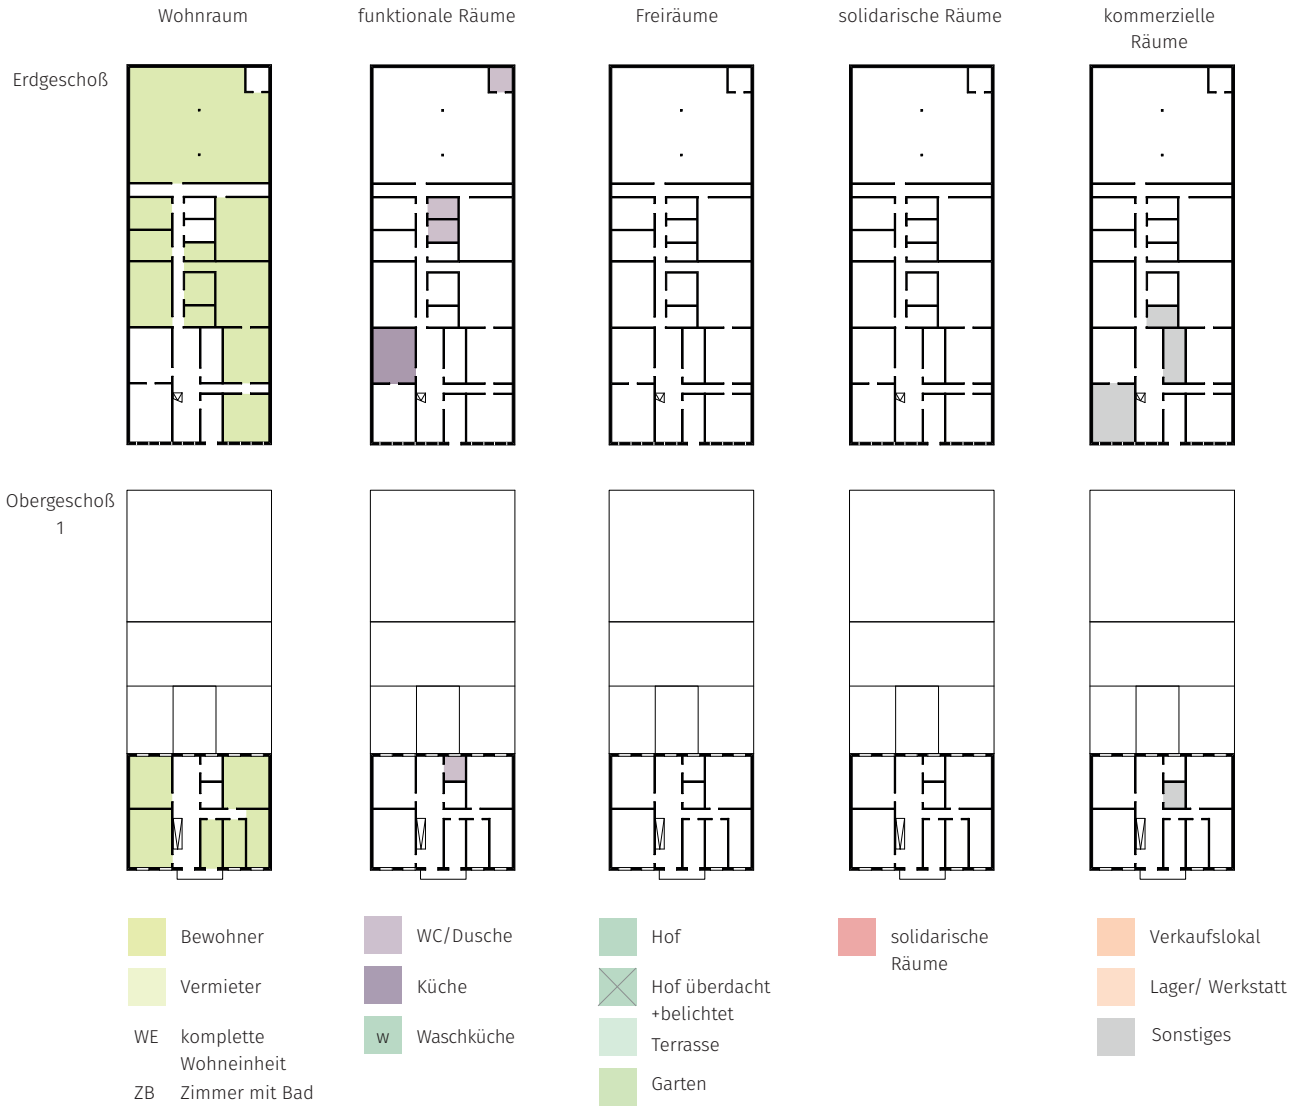 Wohnraum
funktionale Räume
Freiräume
solidarische Räume
kommerzielle
Räume
Erdgeschoß
Obergeschoß
1
Bewohner
Vermieter
WE komplette
Wohneinheit
ZB Zimmer mit Bad
WC/Dusche
Küche
w Waschküche
Hof
Hof überdacht
+belichtet
Terrasse
Garten
solidarische
Räume
Verkaufslokal
Lager/ Werkstatt
Sonstiges